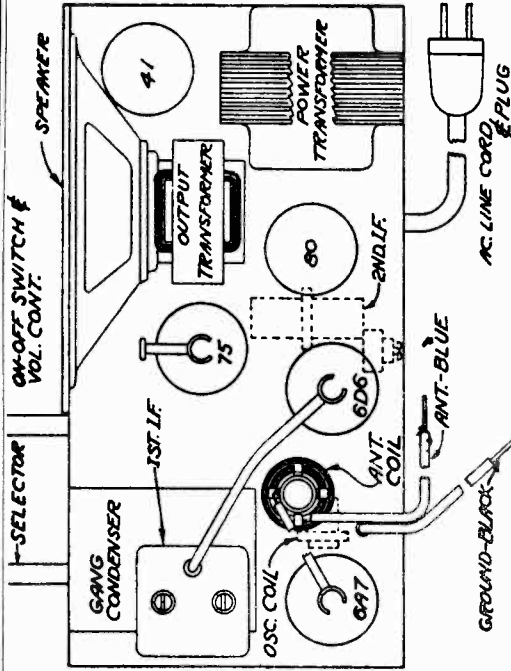 SPEAKER
ON-OFF SWITCH &
VOL. CONT.
SELECTOR
41
POWER
TRANSFORMER
AC. LINE CORD
& PLUG
OUTPUT
TRANSFORMER
80
2ND. I.F.
75
1ST. I.F.
6D6
ANT.-BLUE
ANT.
COIL
GANG
CONDENSER
OSC. COIL
6A7
GROUND-BLACK